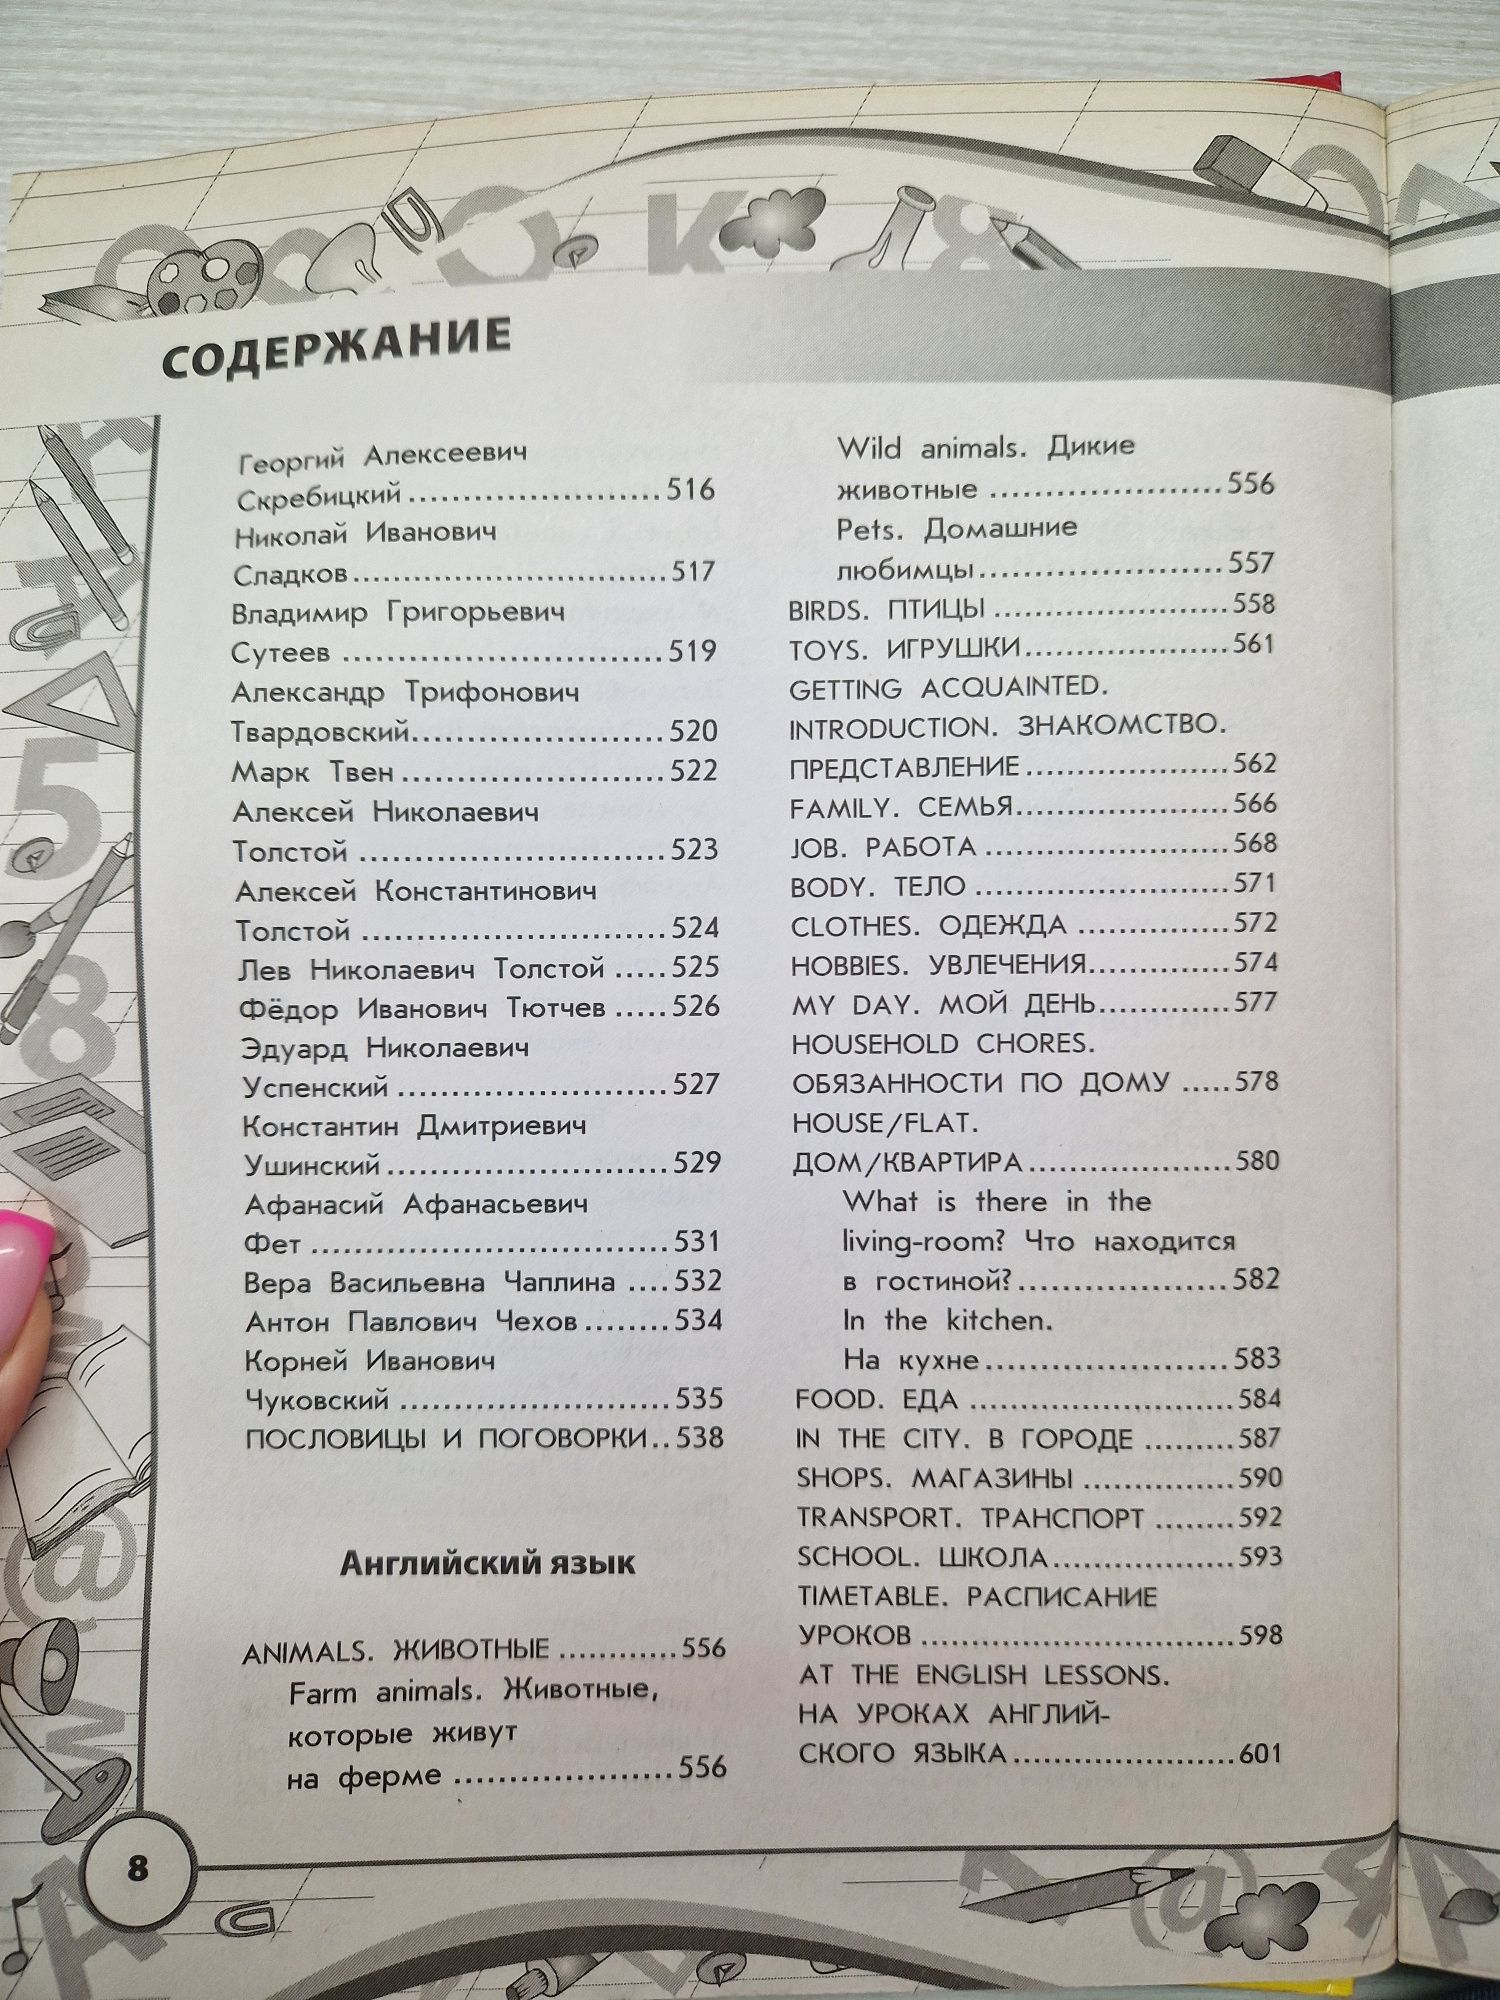 СОДЕРЖАНИЕ
Георгий Алексеевич
Скребицкий.......................516
Николай Иванович
Сладков................................517
Владимир Григорьевич
Сутеев ................................519
Александр Трифонович
Твардовский.........................520
Марк Твен...........................522
Алексей Николаевич
Толстой ...............................523
Алексей Константинович
Толстой ...............................524
Лев Николаевич Толстой .....525
Фёдор Иванович Тютчев .....526
Эдуард Николаевич
Успенский ...........................527
Константин Дмитриевич
Ушинский............................529
Афанасий Афанасьевич
Фет ....................................531
Вера Васильевна Чаплина ....532
Антон Павлович Чехов........534
Корней Иванович
Чуковский ...........................535
ПОСЛОВИЦЫ И ПОГОВОРКИ..538
Английский язык
ANIMALS. ЖИВОТНЫЕ ............556
Farm animals. Животные,
которые живут
на ферме ........................556
Wild animals. Дикие
животные .......................556
Pets. Домашние
любимцы........................557
BIRDS. ПТИЦЫ .......................558
TOYS. ИГРУШКИ....................561
GETTING ACQUAINTED.
INTRODUCTION. ЗНАКОМСТВО.
ПРЕДСТАВЛЕНИЕ....................562
FAMILY. СЕМЬЯ.....................566
JOB. РАБОТА ........................568
BODY. ТЕЛО .........................571
CLOTHES. ОДЕЖДА ...............572
HOBBIES. УВЛЕЧЕНИЯ..............574
MY DAY. МОЙ ДЕНЬ.............577
HOUSEHOLD CHORES.
ОБЯЗАННОСТИ ПО ДОМУ .....578
HOUSE/FLAT.
ДОМ/КВАРТИРА....................580
What is there in the
living-room? Что находится
в гостиной?.....................582
In the kitchen.
На кухне........................583
FOOD. ЕДА ..........................584
IN THE CITY. В ГОРОДЕ .........587
SHOPS. МАГАЗИНЫ ...............590
TRANSPORT. ТРАНСПОРТ ........592
SCHOOL. ШКОЛА..................593
TIMETABLE. РАСПИСАНИЕ
УРОКОВ ...............................598
AT THE ENGLISH LESSONS.
НА УРОКАХ АНГЛИЙ-
СКОГО ЯЗЫКА......................601
8